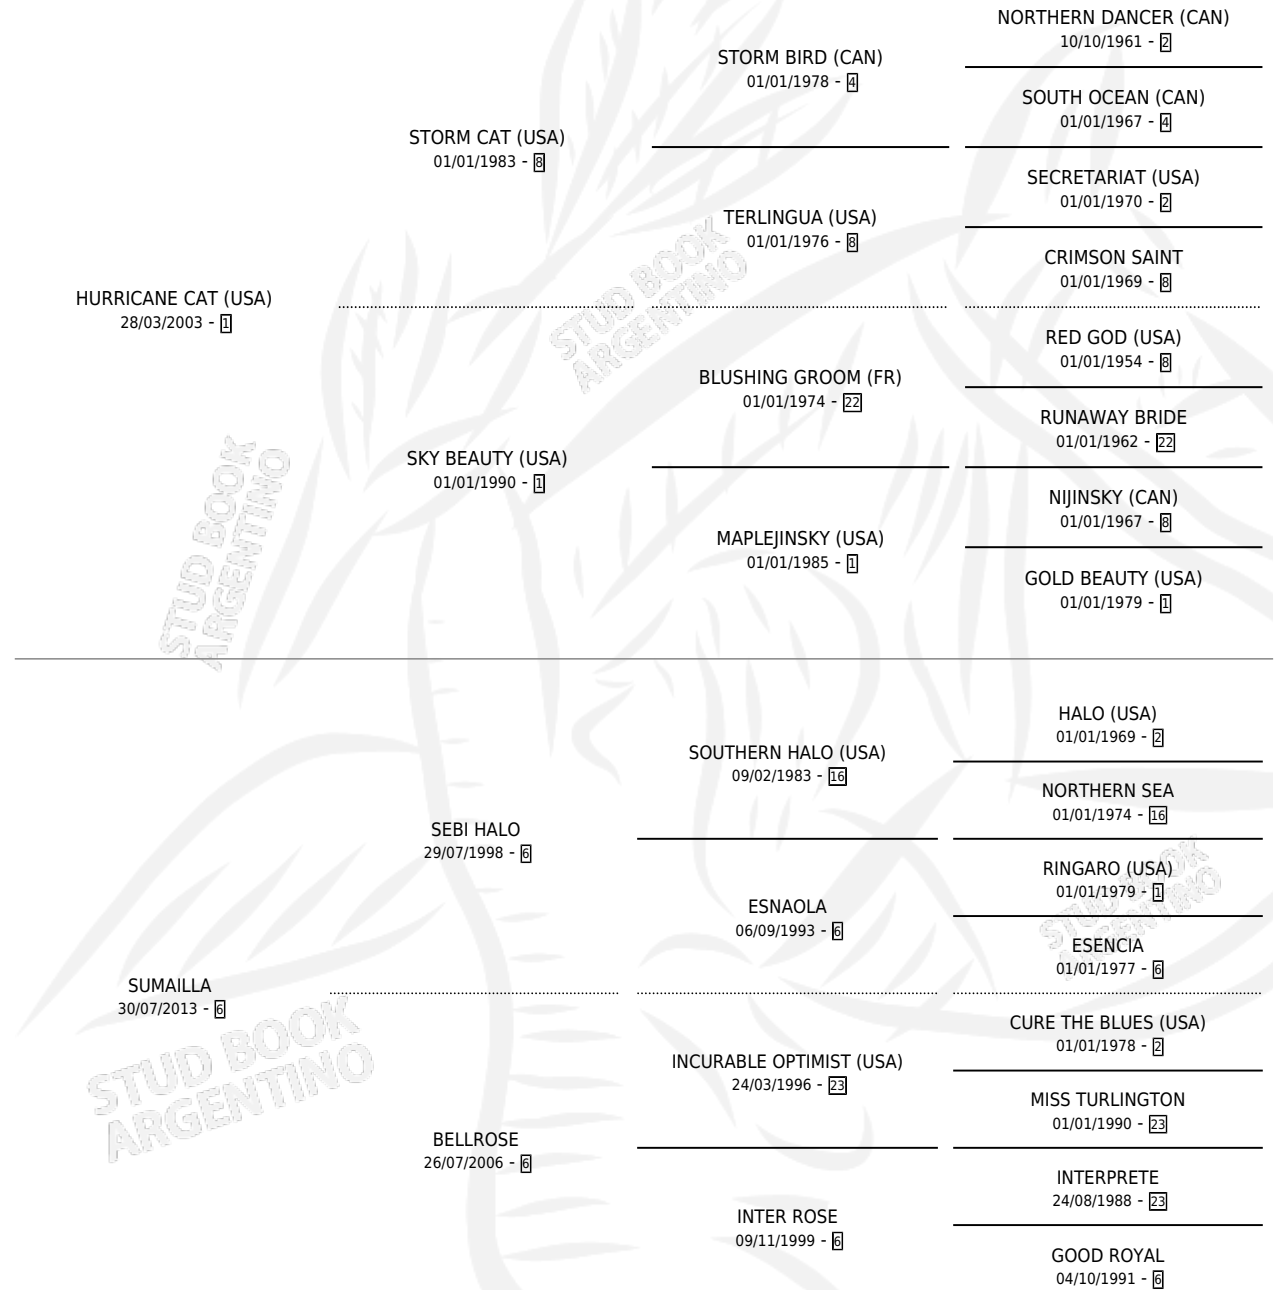 NORTHERN DANCER (CAN)
10/10/1961 - 2
STORM BIRD (CAN)
01/01/1978 - 4
SOUTH OCEAN (CAN)
01/01/1967 - 4
STORM CAT (USA)
01/01/1983 - 8
SECRETARIAT (USA)
01/01/1970 - 2
TERLINGUA (USA)
01/01/1976 - 8
CRIMSON SAINT
01/01/1969 - 8
HURRICANE CAT (USA)
28/03/2003 - 1
RED GOD (USA)
01/01/1954 - 8
BLUSHING GROOM (FR)
01/01/1974 - 22
RUNAWAY BRIDE
01/01/1962 - 22
SKY BEAUTY (USA)
01/01/1990 - 1
NIJINSKY (CAN)
01/01/1967 - 8
MAPLEJINSKY (USA)
01/01/1985 - 1
GOLD BEAUTY (USA)
01/01/1979 - 1
HALO (USA)
01/01/1969 - 2
SOUTHERN HALO (USA)
09/02/1983 - 16
NORTHERN SEA
01/01/1974 - 16
SEBI HALO
29/07/1998 - 6
RINGARO (USA)
01/01/1979 - 1
ESNAOLA
06/09/1993 - 6
ESENCIA
01/01/1977 - 6
SUMAILLA
30/07/2013 - 6
CURE THE BLUES (USA)
01/01/1978 - 2
INCURABLE OPTIMIST (USA)
24/03/1996 - 23
MISS TURLINGTON
01/01/1990 - 23
BELLROSE
26/07/2006 - 6
INTERPRETE
24/08/1988 - 23
INTER ROSE
09/11/1999 - 6
GOOD ROYAL
04/10/1991 - 6
STUD BOOK
ARGENTINO
STUD BOOK
ARGENTINO
STUD BOOK
ARGENTINO
STUD BOOK
ARGENTINO